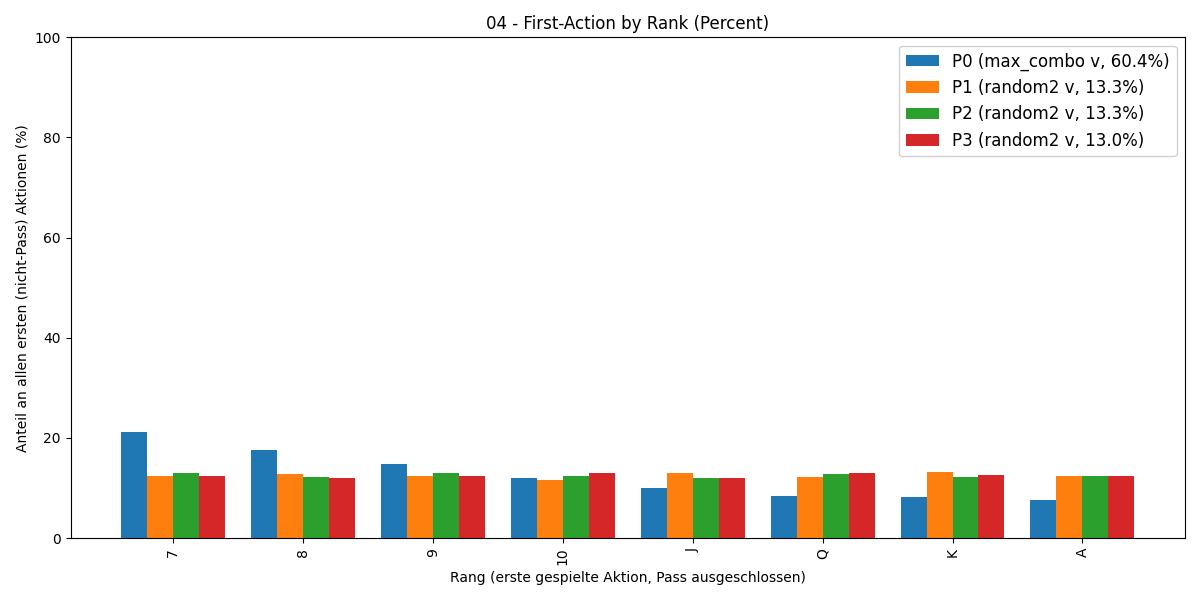 04 - First-Action by Rank (Percent)
Anteil an allen ersten (nicht-Pass) Aktionen (%)
100
80
60
40
20
0
P0 (max_combo v, 60.4%)
P1 (random2 v, 13.3%)
P2 (random2 v, 13.3%)
P3 (random2 v, 13.0%)
7
8
9
10
J
Q
K
A
Rang (erste gespielte Aktion, Pass ausgeschlossen)